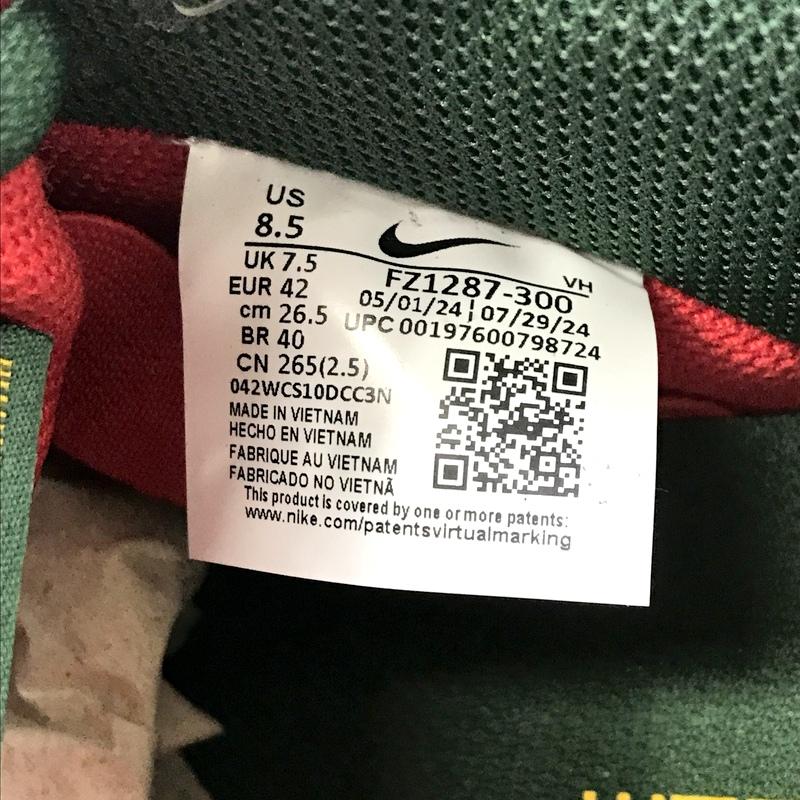 US
8.5
UK 7.5
EUR 42
cm 26.5
BR 40
CN 265(2.5)
042WCS10DCC3N
MADE IN VIETNAM
HECHO EN VIETNAM
FABRIQUE AU VIETNAM
FABRICADO NO VIETNÃ
VH
FZ1287-300
05/01/24 ¦ 07/29/24
UPC 00197600798724
This product is covered by one or more patents:
www.nike.com/patentsvirtualmarking